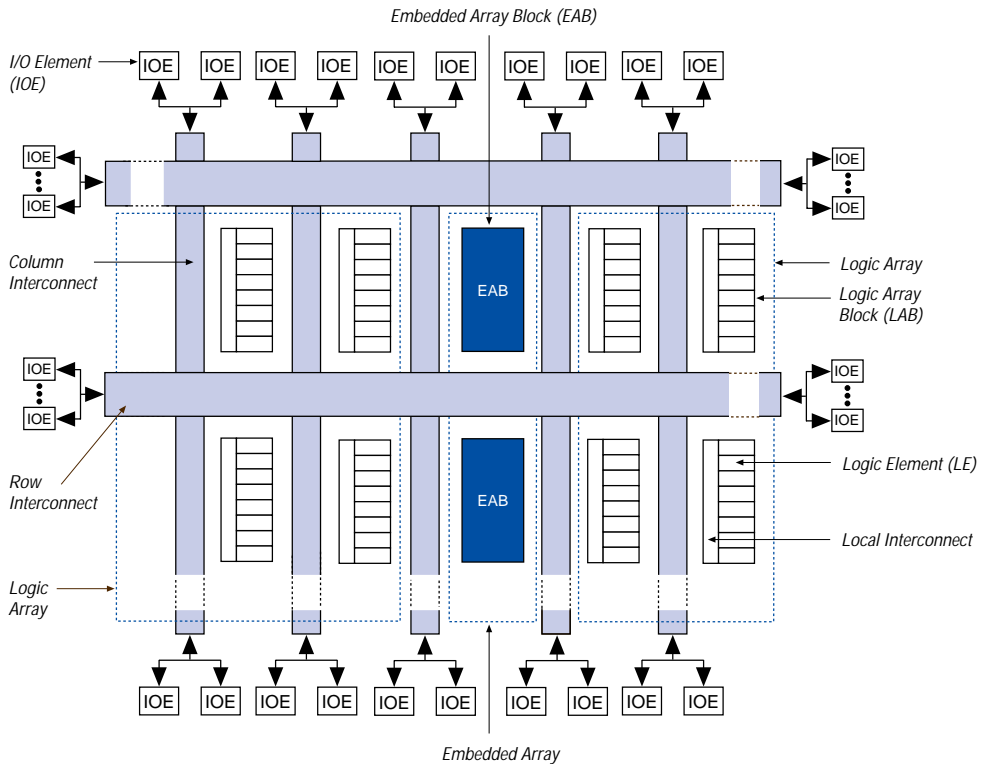 Embedded Array Block (EAB)
I/O Element
(IOE)
IOE IOE IOE IOE IOE IOE IOE IOE IOE IOE
IOE
IOE
IOE
IOE
Column
Interconnect
EAB
Logic Array
Logic Array
Block (LAB)
IOE
IOE
IOE
IOE
Row
Interconnect
EAB
Logic Element (LE)
Local Interconnect
Logic
Array
IOE IOE IOE IOE IOE IOE IOE IOE IOE IOE
Embedded Array